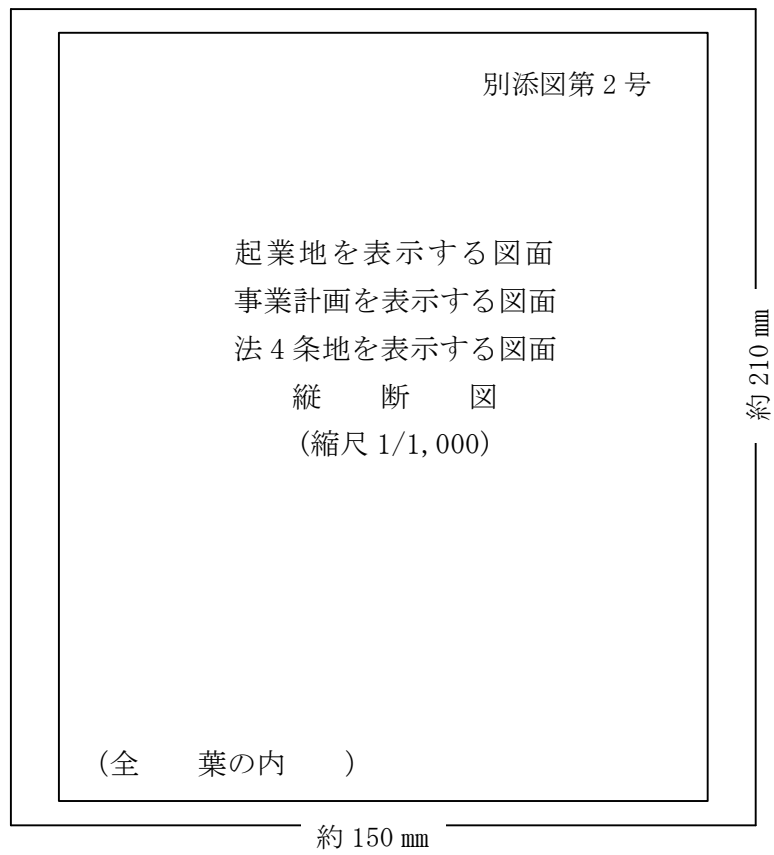 別添図第2号
起業地を表示する図面
事業計画を表示する図面
法4条地を表示する図面
縦　断　図
(縮尺 1/1,000)
約 210 ㎜
(全　　葉の内　　)
約 150 ㎜